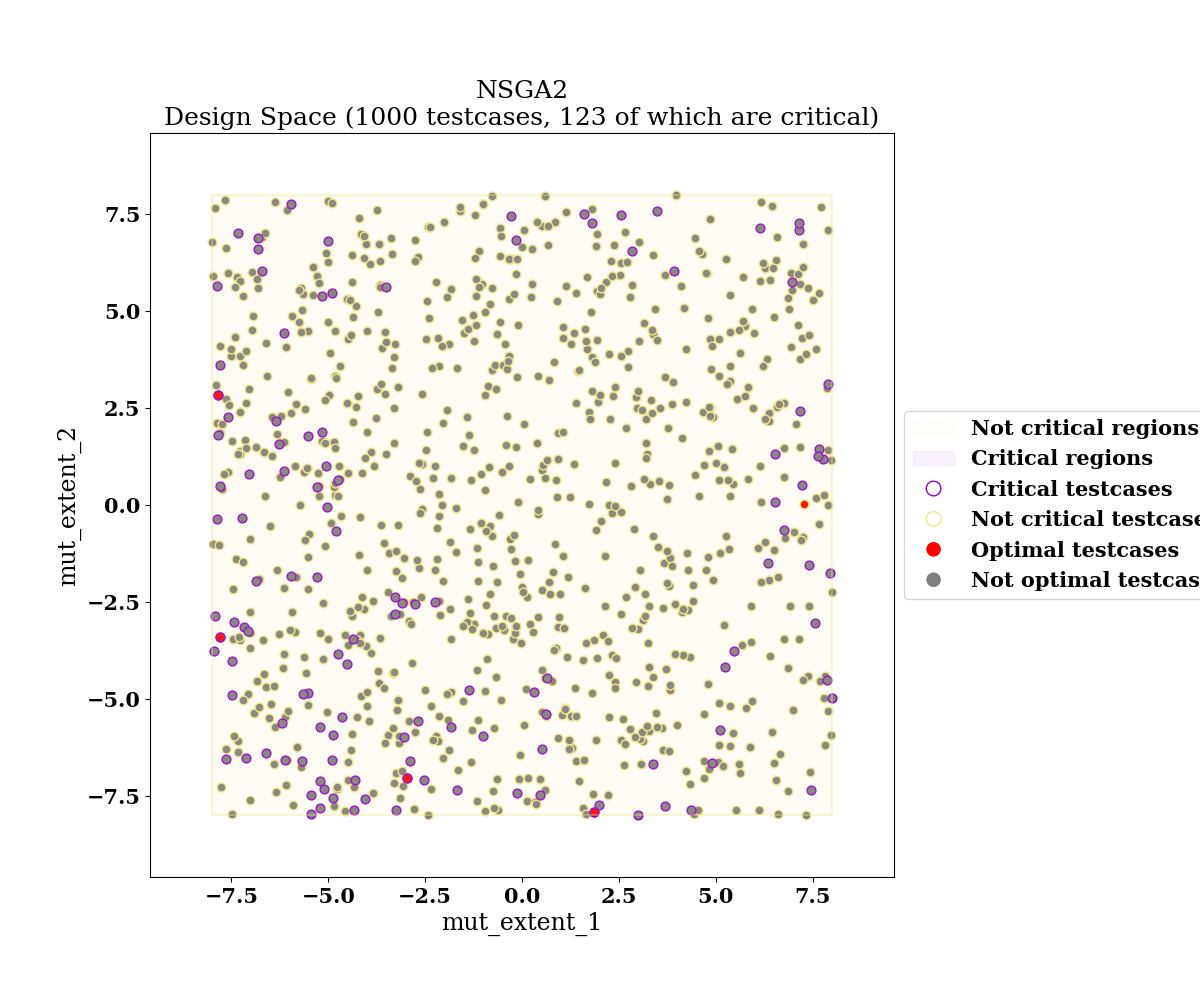 NSGA2
Design Space (1000 testcases, 123 of which are critical)
mut_extent_2
7.5
5.0
2.5
0.0
−2.5
−5.0
−7.5
−7.5 −5.0 −2.5 0.0 2.5 5.0 7.5
mut_extent_1
Not critical regions
Critical regions
Critical testcases
Not critical testcase
Optimal testcases
Not optimal testcas